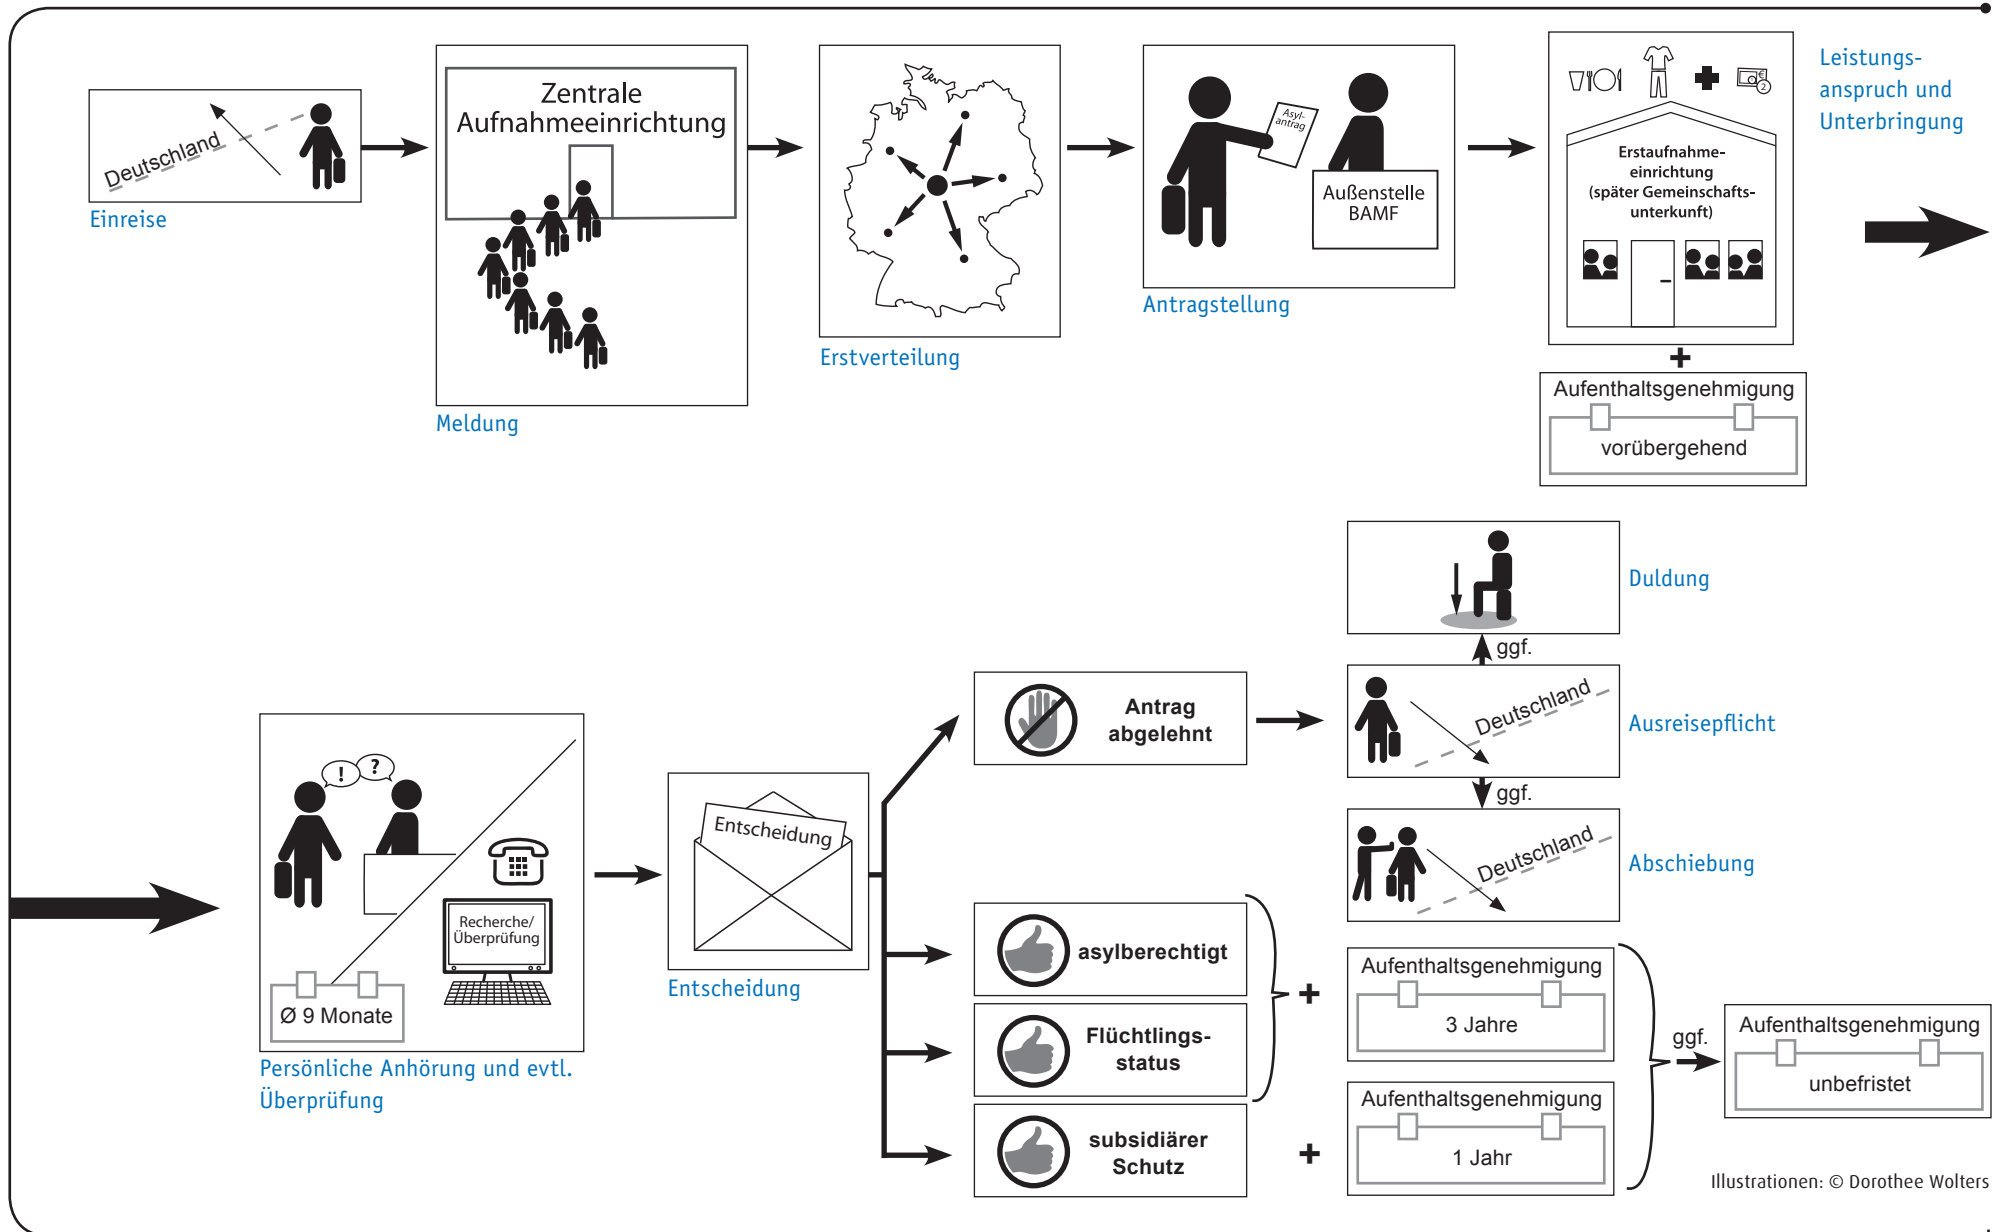 Deutschland
Einreise
Zentrale
Aufnahmeeinrichtung
Meldung
Erstverteilung
Asyl-
antrag
Außenstelle
BAMF
Antragstellung
€
2
Erstaufnahme-
einrichtung
(später Gemeinschafts-
unterkunft)
Leistungs-
anspruch und
Unterbringung
+
Aufenthaltsgenehmigung
vorübergehend
! ?
Recherche/
Überprüfung
Ø 9 Monate
Persönliche Anhörung und evtl.
Überprüfung
Entscheidung
Entscheidung
Antrag
abgelehnt
Duldung
ggf.
Deutschland
Ausreisepflicht
ggf.
Deutschland
Abschiebung
asylberechtigt
Flüchtlings-
status
+
Aufenthaltsgenehmigung
3 Jahre
subsidiärer
Schutz
+
Aufenthaltsgenehmigung
1 Jahr
ggf.
Aufenthaltsgenehmigung
unbefristet
Illustrationen: © Dorothee Wolters